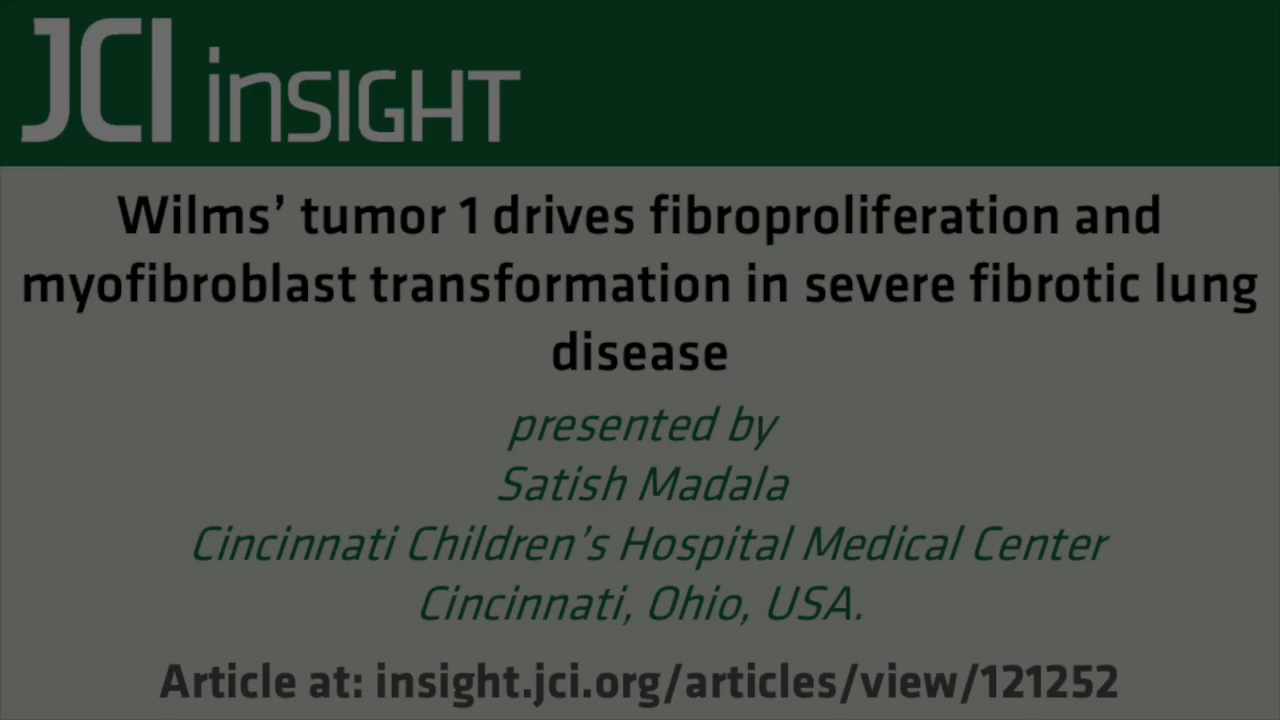 JCI insIGHT
Wilms’ tumor 1 drives fibroproliferation and
myofibroblast transformation in severe fibrotic lung
disease
presented by
Satish Madala
Cincinnati Children’s Hospital Medical Center
Cincinnati, Ohio, USA.
Article at: insight.jci.org/articles/view/121252